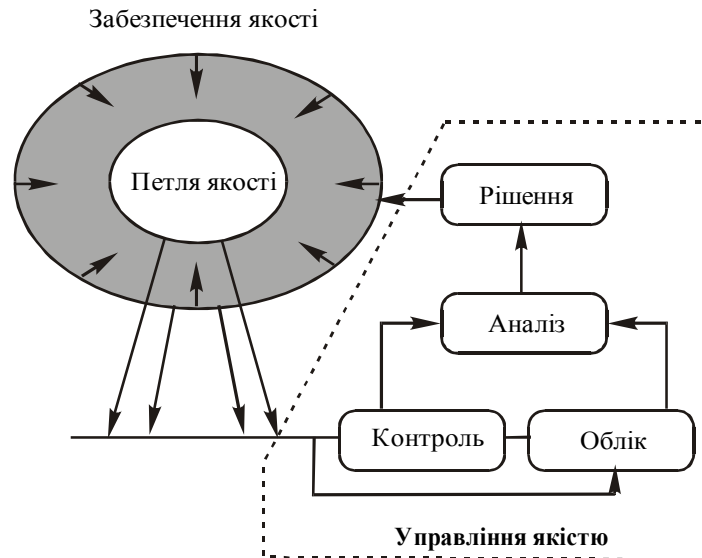 Забезпечення якості
Петля якості
Рішення
Аналіз
Контроль
Облік
Управління якістю